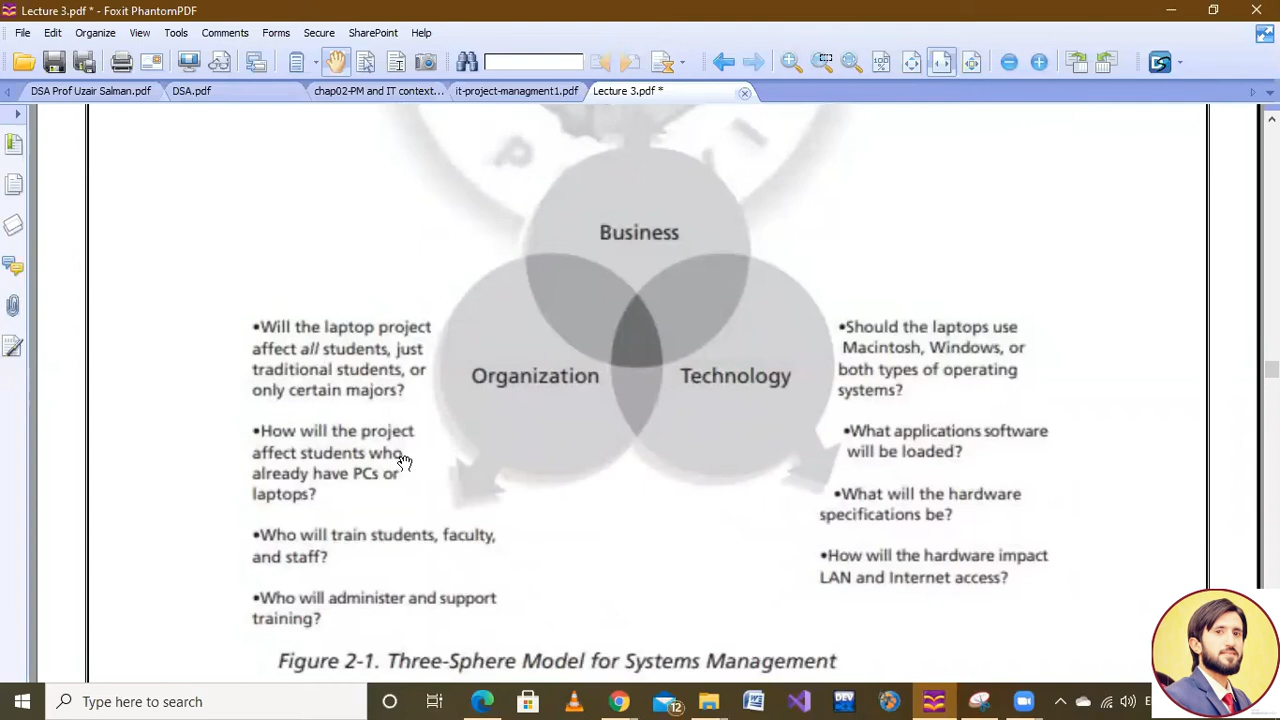 Lecture 3.pdf * - Foxit PhantomPDF
File Edit Organize View Tools Comments Forms Secure SharePoint Help
DSA Prof Uzair Salman.pdf DSA.pdf chap02-PM and IT context... it-project-managment1.pdf Lecture 3.pdf *
Business
Organization
Technology
•Will the laptop project
affect all students, just
traditional students, or
only certain majors?
•How will the project
affect students who
already have PCs or
laptops?
•Who will train students, faculty,
and staff?
•Who will administer and support
training?
•Should the laptops use
Macintosh, Windows, or
both types of operating
systems?
•What applications software
will be loaded?
•What will the hardware
specifications be?
•How will the hardware impact
LAN and Internet access?
Figure 2-1. Three-Sphere Model for Systems Management
Type here to search
12
DEV